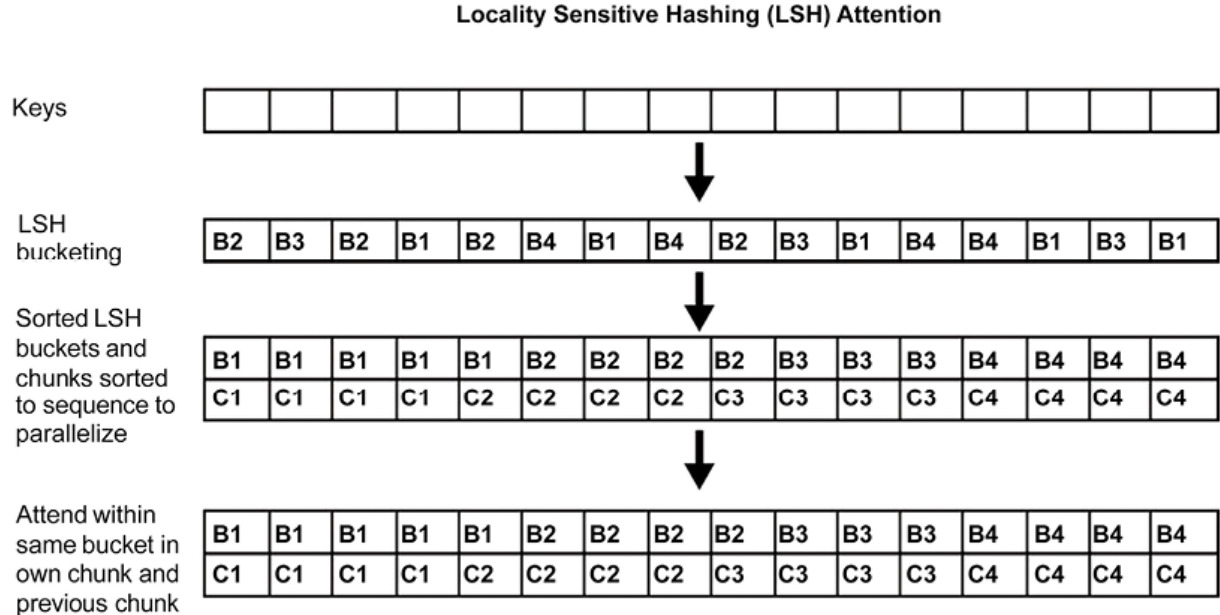 Locality Sensitive Hashing (LSH) Attention
Keys
LSH
bucketing
B2 B3 B2 B1 B2 B4 B1 B4 B2 B3 B1 B4 B4 B1 B3 B1
Sorted LSH
buckets and
chunks sorted
to sequence to
parallelize
B1 B1 B1 B1 B1 B2 B2 B2 B2 B3 B3 B3 B4 B4 B4 B4
C1 C1 C1 C1 C2 C2 C2 C2 C3 C3 C3 C3 C4 C4 C4 C4
Attend within
same bucket in
own chunk and
previous chunk
B1 B1 B1 B1 B1 B2 B2 B2 B2 B3 B3 B3 B4 B4 B4 B4
C1 C1 C1 C1 C2 C2 C2 C2 C3 C3 C3 C3 C4 C4 C4 C4